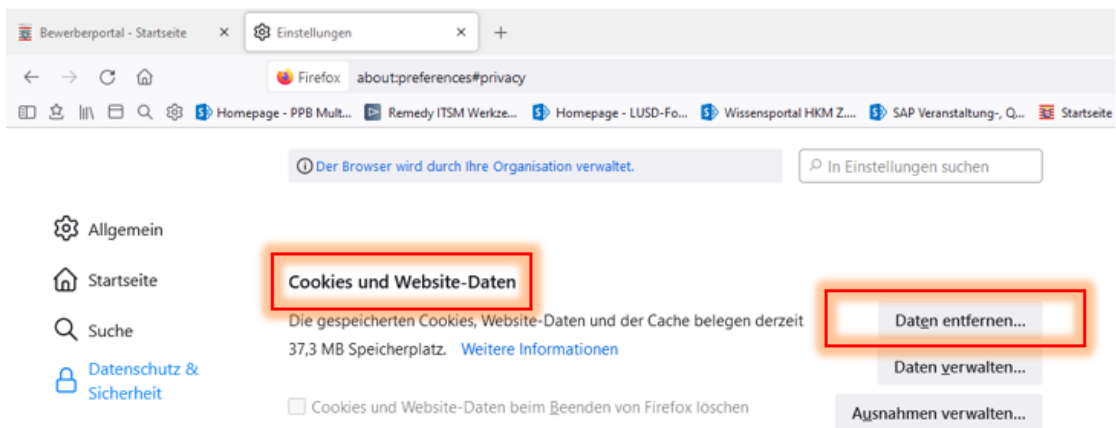 Bewerberportal - Startseite
Einstellungen
Firefox about:preferences#privacy
Homepage - PPB Mult... Remedy ITSM Werkze... Homepage - LUSD-Fo... Wissensportal HKM Z.... SAP Veranstaltung-, Q... Startseite
Der Browser wird durch Ihre Organisation verwaltet.
In Einstellungen suchen
Allgemein
Startseite
Suche
Datenschutz &
Sicherheit
Cookies und Website-Daten
Die gespeicherten Cookies, Website-Daten und der Cache belegen derzeit
37,3 MB Speicherplatz. Weitere Informationen
Cookies und Website-Daten beim Beenden von Firefox löschen
Daten entfernen...
Daten verwalten...
Ausnahmen verwalten...